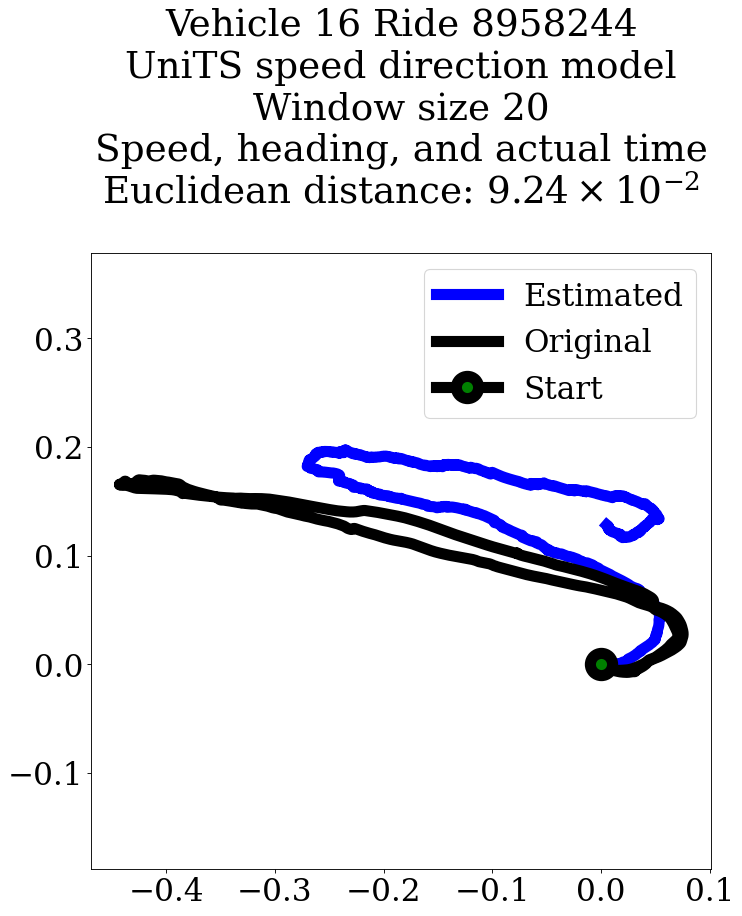 Vehicle 16 Ride 8958244
UniTS speed direction model
Window size 20
Speed, heading, and actual time
Euclidean distance: 9.24 × 10⁻²
Estimated
Original
Start
0.3
0.2
0.1
0.0
−0.1
−0.4 −0.3 −0.2 −0.1 0.0 0.1